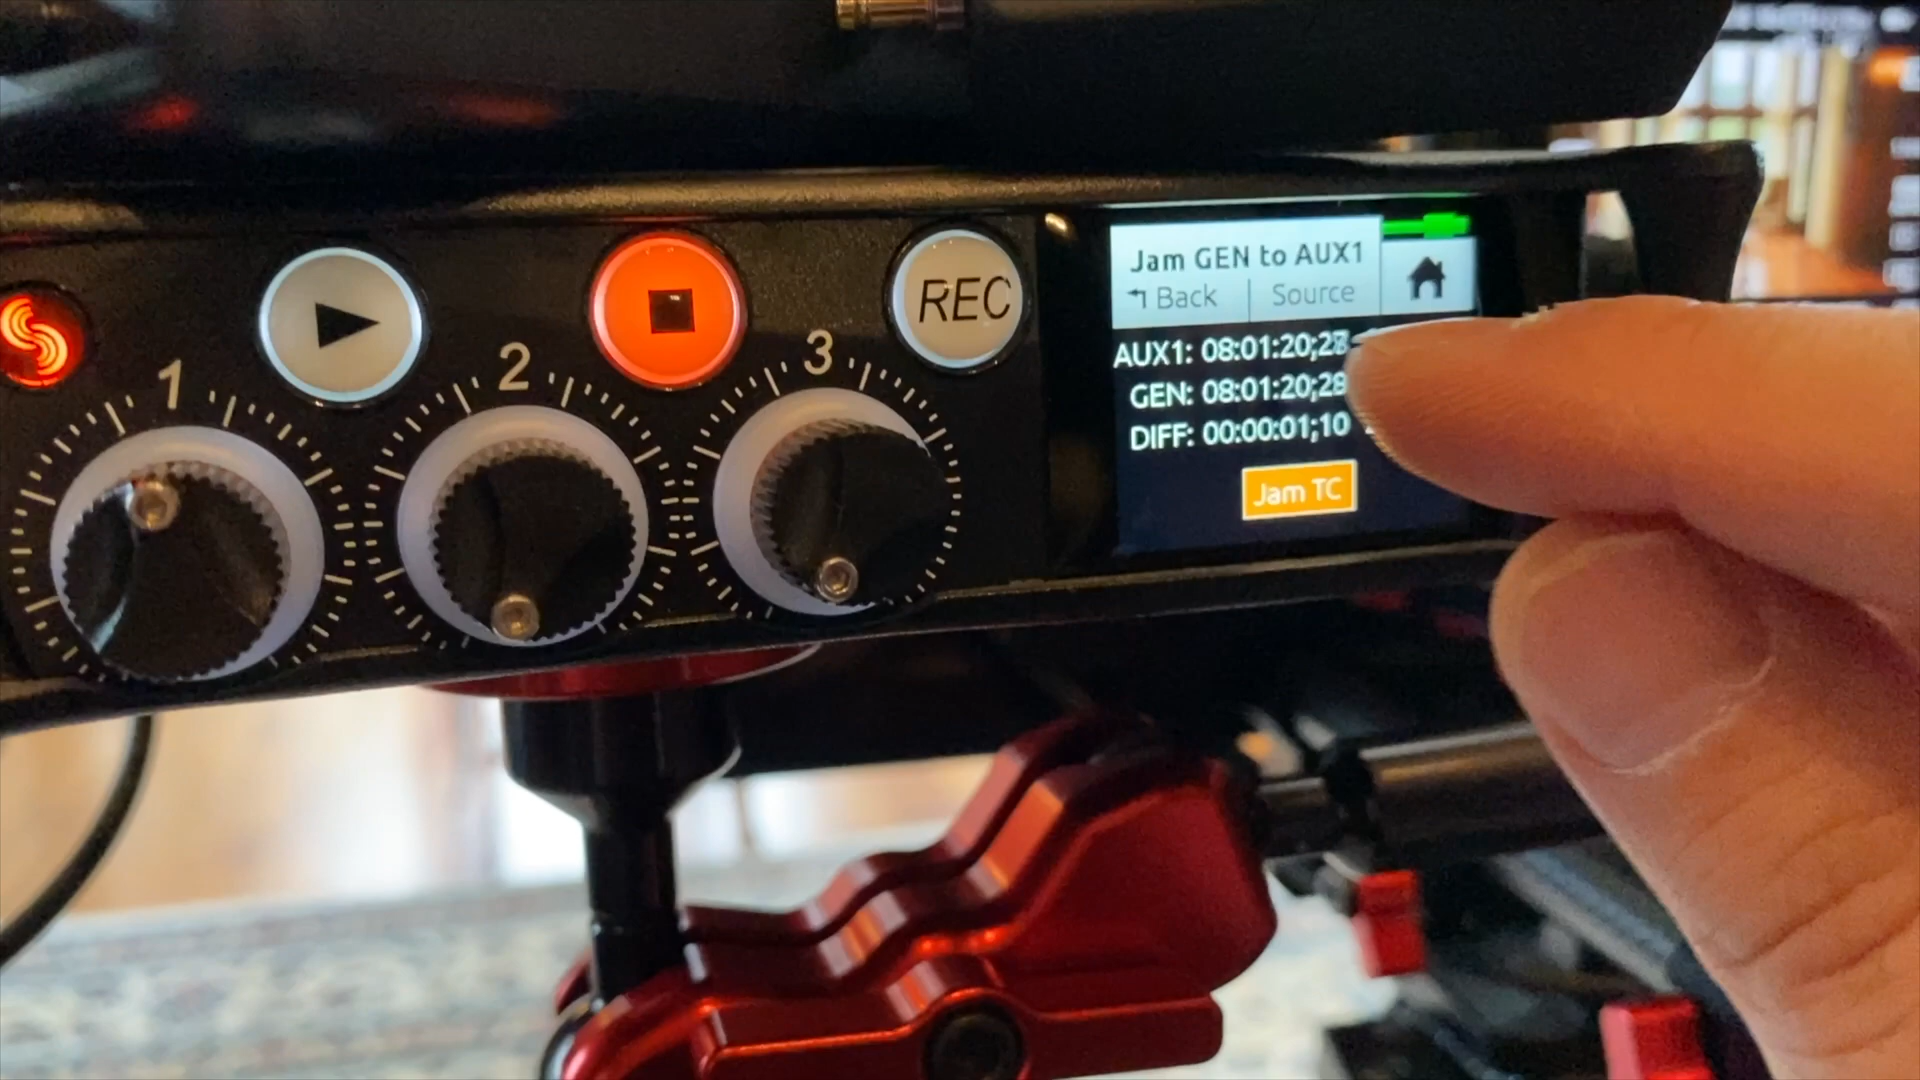 1
2
3
REC
Jam GEN to AUX1
Back
Source
AUX1: 08:01:20;27
GEN: 08:01:20;28
DIFF: 00:00:01;10
Jam TC